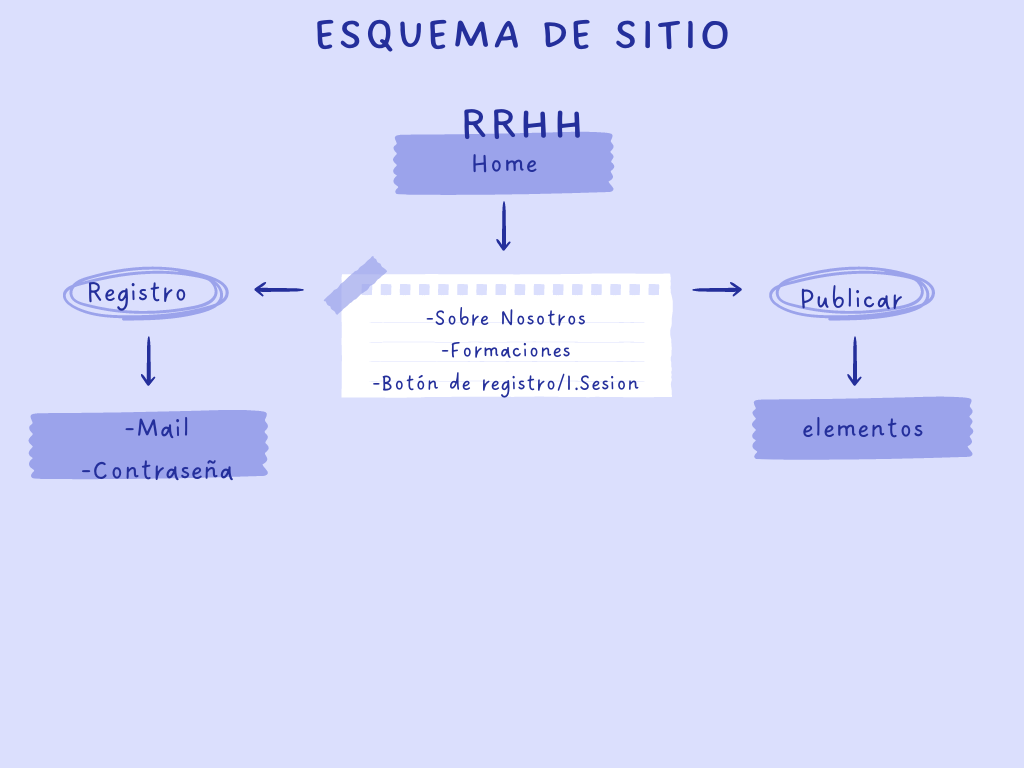 ESQUEMA DE SITIO
RRHH
Home
Registro
-Sobre Nosotros
-Formaciones
-Botón de registro/I.Sesion
Publicar
-Mail
-Contraseña
elementos